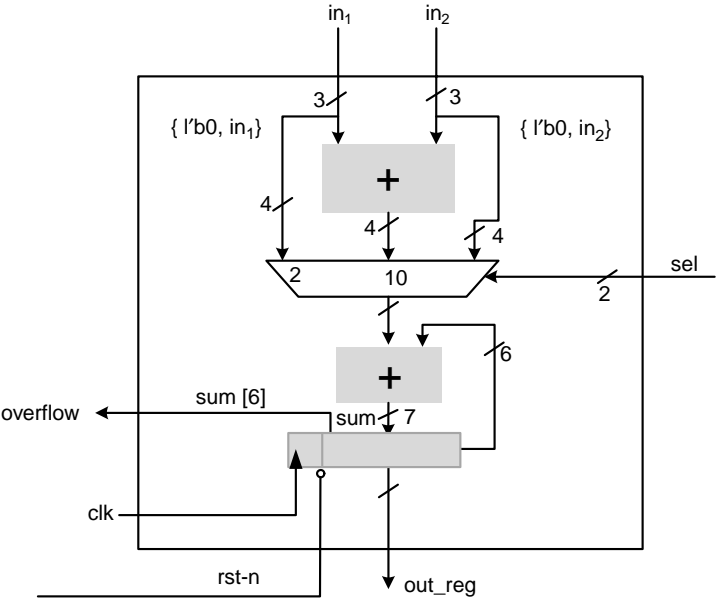 in₁ in₂
3 3
{ l′b0, in₁} { l′b0, in₂}
+
4 4 4
2 10
sel
2
6
+
sum [6]
overflow
sum 7
clk
rst-n
out_reg